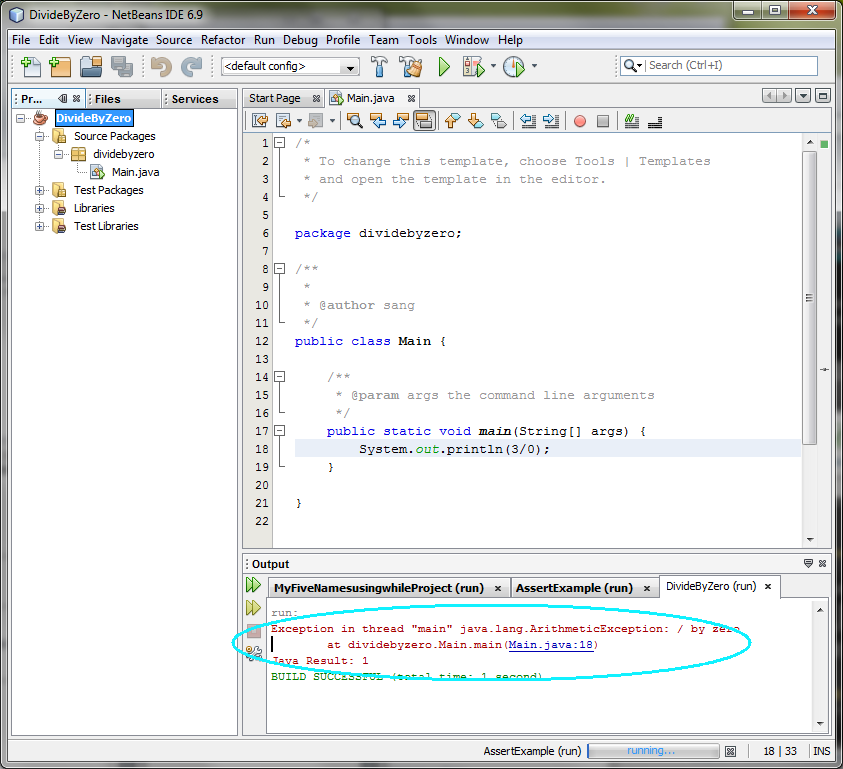 DivideByZero - NetBeans IDE 6.9
File Edit View Navigate Source Refactor Run Debug Profile Team Tools Window Help
<default config>
Search (Ctrl+I)
Pr... Files Services
DivideByZero
Source Packages
dividebyzero
Main.java
Test Packages
Libraries
Test Libraries
Start Page Main.java
1 /*
2 * To change this template, choose Tools | Templates
3 * and open the template in the editor.
4 */
5
6 package dividebyzero;
7
8 /**
9 *
10 * @author sang
11 */
12 public class Main {
13
14 /**
15 * @param args the command line arguments
16 */
17 public static void main(String[] args) {
18 System.out.println(3/0);
19 }
20
21 }
22
Output
MyFiveNamesusingwhileProject (run) AssertExample (run) DivideByZero (run)
run:
Exception in thread "main" java.lang.ArithmeticException: / by zero
at dividebyzero.Main.main(Main.java:18)
Java Result: 1
BUILD SUCCESSFUL (total time: 1 second)
AssertExample (run) running... 18 | 33 INS